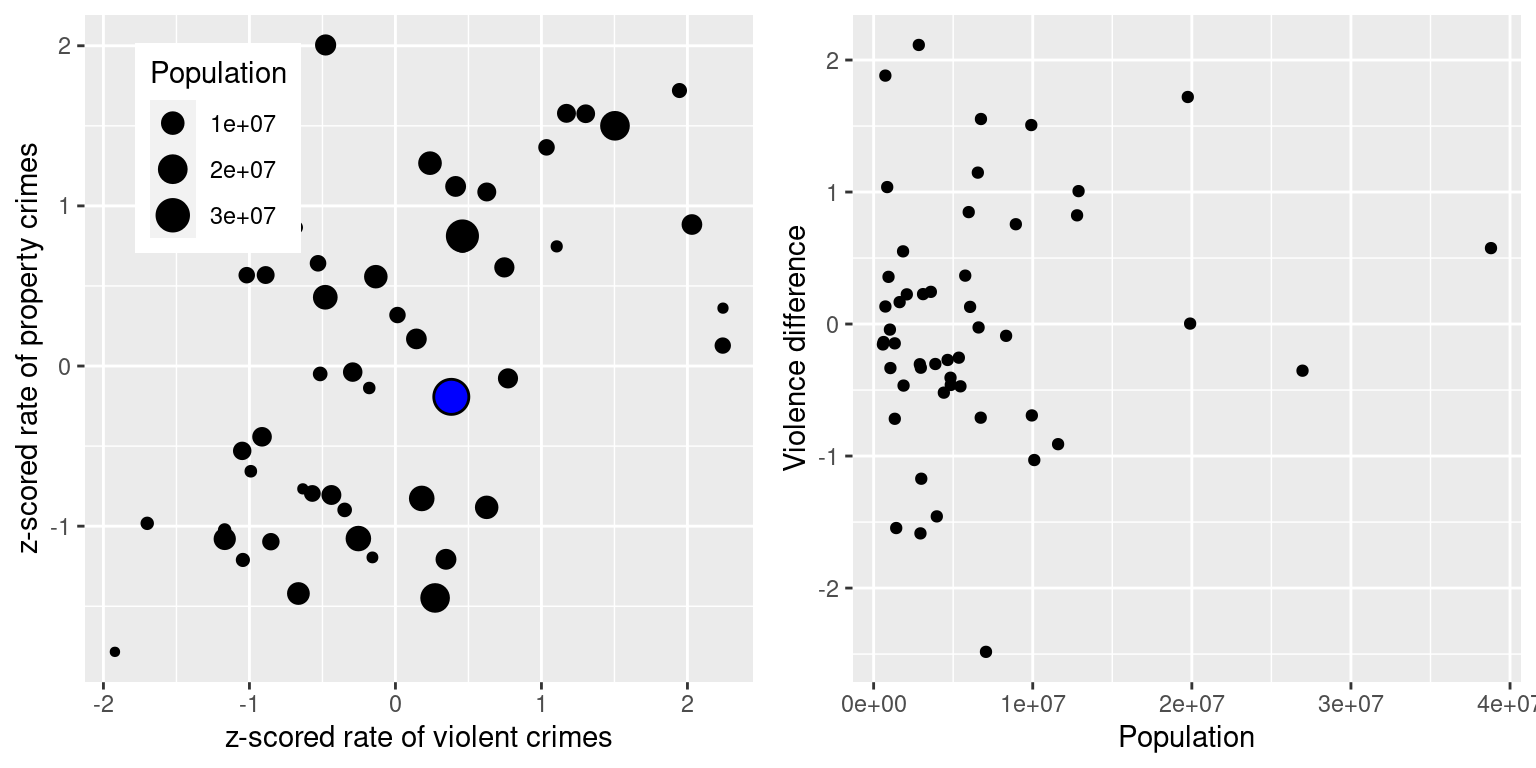 Population
1e+07
2e+07
3e+07
2
1
0
-1
-2
-1
0
1
2
z-scored rate of violent crimes
z-scored rate of property crimes
2
1
0
-1
-2
0e+00
1e+07
2e+07
3e+07
4e+07
Population
Violence difference